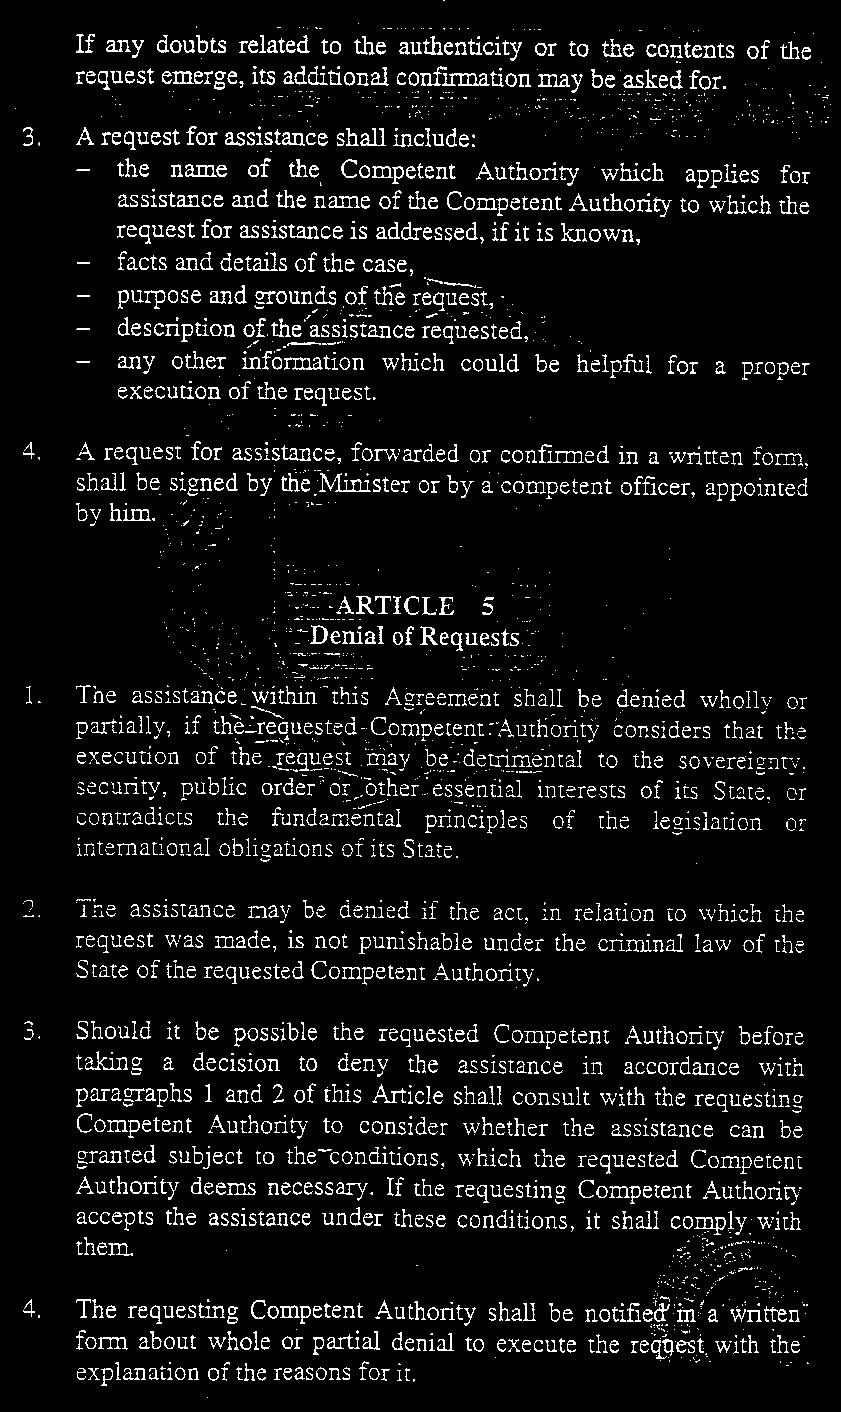 If any doubts related to the authenticity or to the contents of the
request emerge, its additional confirmation may be asked for.
3. A request for assistance shall include:
– the name of the Competent Authority which applies for
assistance and the name of the Competent Authority to which the
request for assistance is addressed, if it is known,
– facts and details of the case,
– purpose and grounds of the request,
– description of the assistance requested,
– any other information which could be helpful for a proper
execution of the request.
4. A request for assistance, forwarded or confirmed in a written form,
shall be signed by the Minister or by a competent officer, appointed
by him.
ARTICLE 5
Denial of Requests
1. The assistance within this Agreement shall be denied wholly or
partially, if the requested Competent Authority considers that the
execution of the request may be detrimental to the sovereignty,
security, public order or other essential interests of its State, or
contradicts the fundamental principles of the legislation or
international obligations of its State.
2. The assistance may be denied if the act, in relation to which the
request was made, is not punishable under the criminal law of the
State of the requested Competent Authority.
3. Should it be possible the requested Competent Authority before
taking a decision to deny the assistance in accordance with
paragraphs 1 and 2 of this Article shall consult with the requesting
Competent Authority to consider whether the assistance can be
granted subject to the conditions, which the requested Competent
Authority deems necessary. If the requesting Competent Authority
accepts the assistance under these conditions, it shall comply with
them.
4. The requesting Competent Authority shall be notified in a written
form about whole or partial denial to execute the request with the
explanation of the reasons for it.